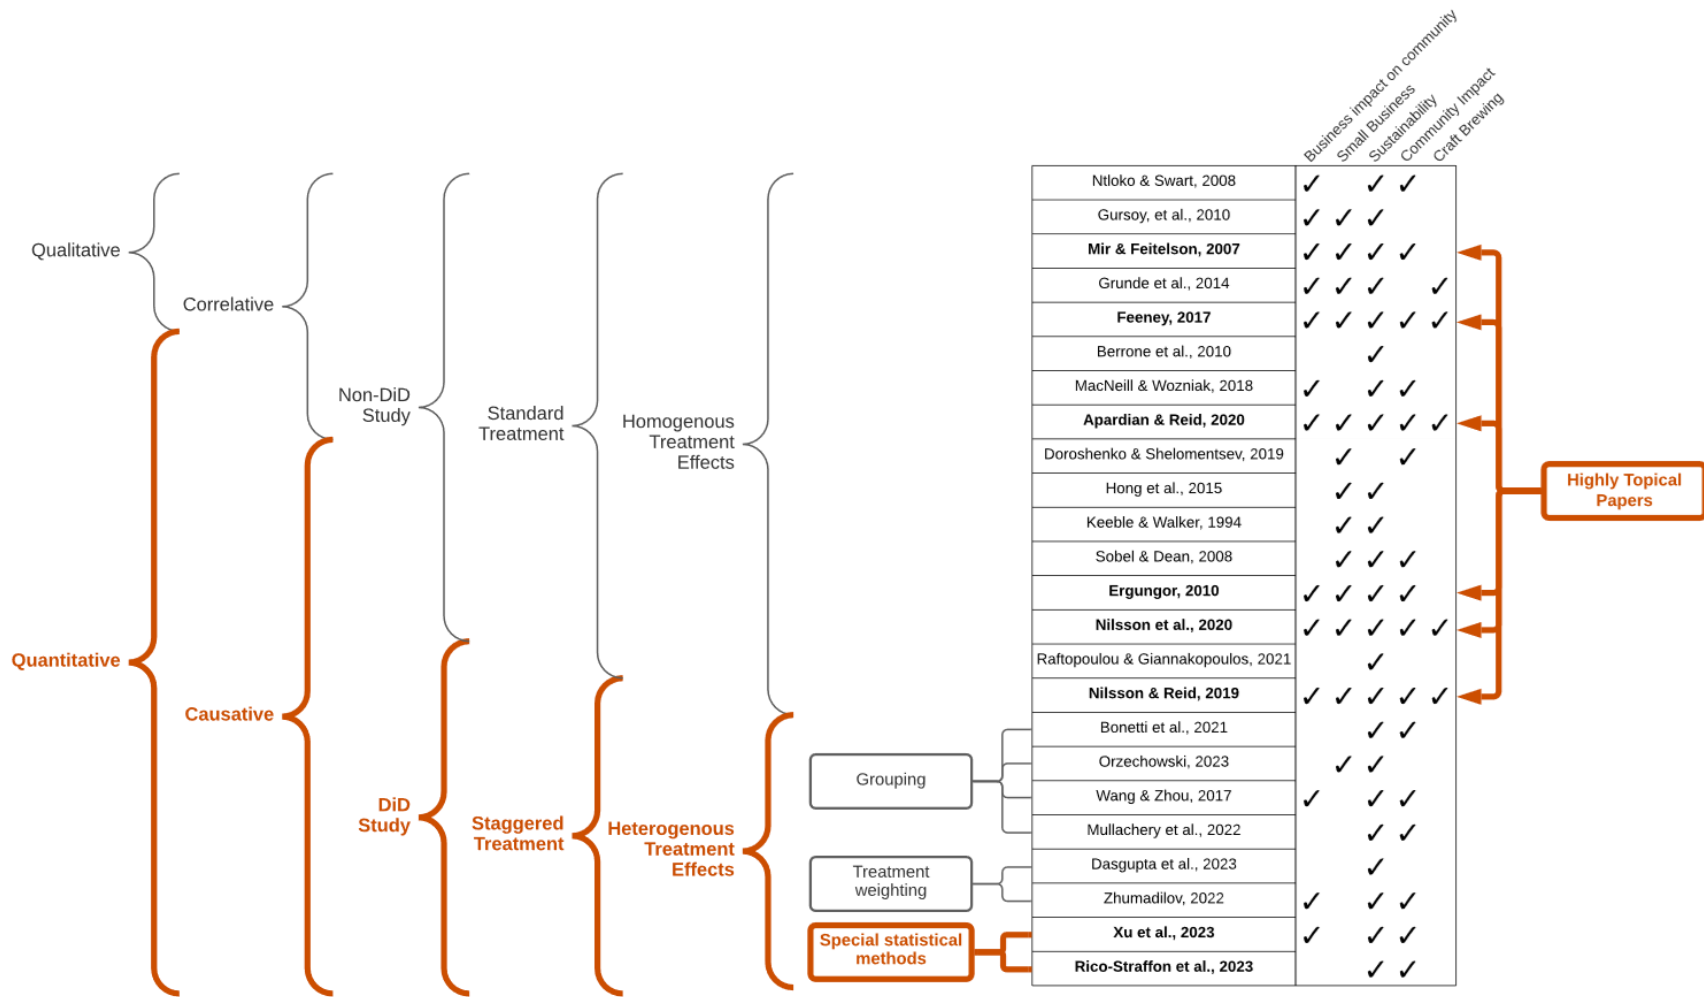 Business impact on community
Small Business
Sustainability
Community Impact
Craft Brewing
Qualitative
Quantitative
Correlative
Causative
Non-DiD
Study
DiD
Study
Standard
Treatment
Staggered
Treatment
Homogenous
Treatment
Effects
Heterogenous
Treatment
Effects
Grouping
Treatment
weighting
Special statistical
methods
Ntloko & Swart, 2008
Gursoy, et al., 2010
Mir & Feitelson, 2007
Grunde et al., 2014
Feeney, 2017
Berrone et al., 2010
MacNeill & Wozniak, 2018
Apardian & Reid, 2020
Doroshenko & Shelomentsev, 2019
Hong et al., 2015
Keeble & Walker, 1994
Sobel & Dean, 2008
Ergungor, 2010
Nilsson et al., 2020
Raftopoulou & Giannakopoulos, 2021
Nilsson & Reid, 2019
Bonetti et al., 2021
Orzechowski, 2023
Wang & Zhou, 2017
Mullachery et al., 2022
Dasgupta et al., 2023
Zhumadilov, 2022
Xu et al., 2023
Rico-Straffon et al., 2023
Highly Topical
Papers